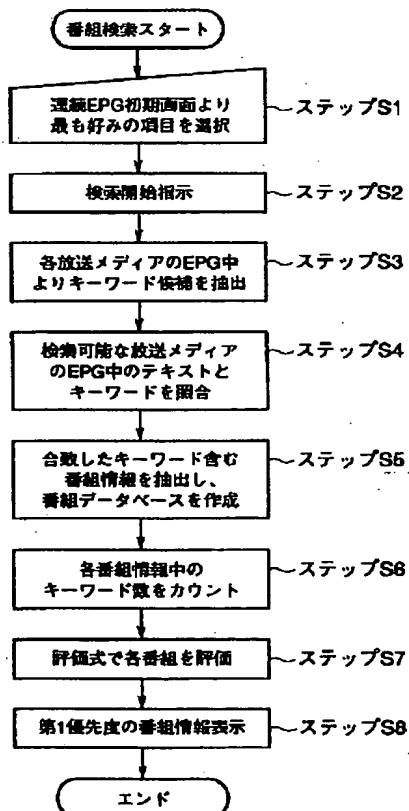 番組検索スタート
連続EPG初期画面より
最も好みの項目を選択
ステップS1
検索開始指示
ステップS2
各放送メディアのEPG中
よりキーワード候補を抽出
ステップS3
検索可能な放送メディア
のEPG中のテキストと
キーワードを照合
ステップS4
合致したキーワード含む
番組情報を抽出し、
番組データベースを作成
ステップS5
各番組情報中の
キーワード数をカウント
ステップS6
評価式で各番組を評価
ステップS7
第1優先度の番組情報表示
ステップS8
エンド